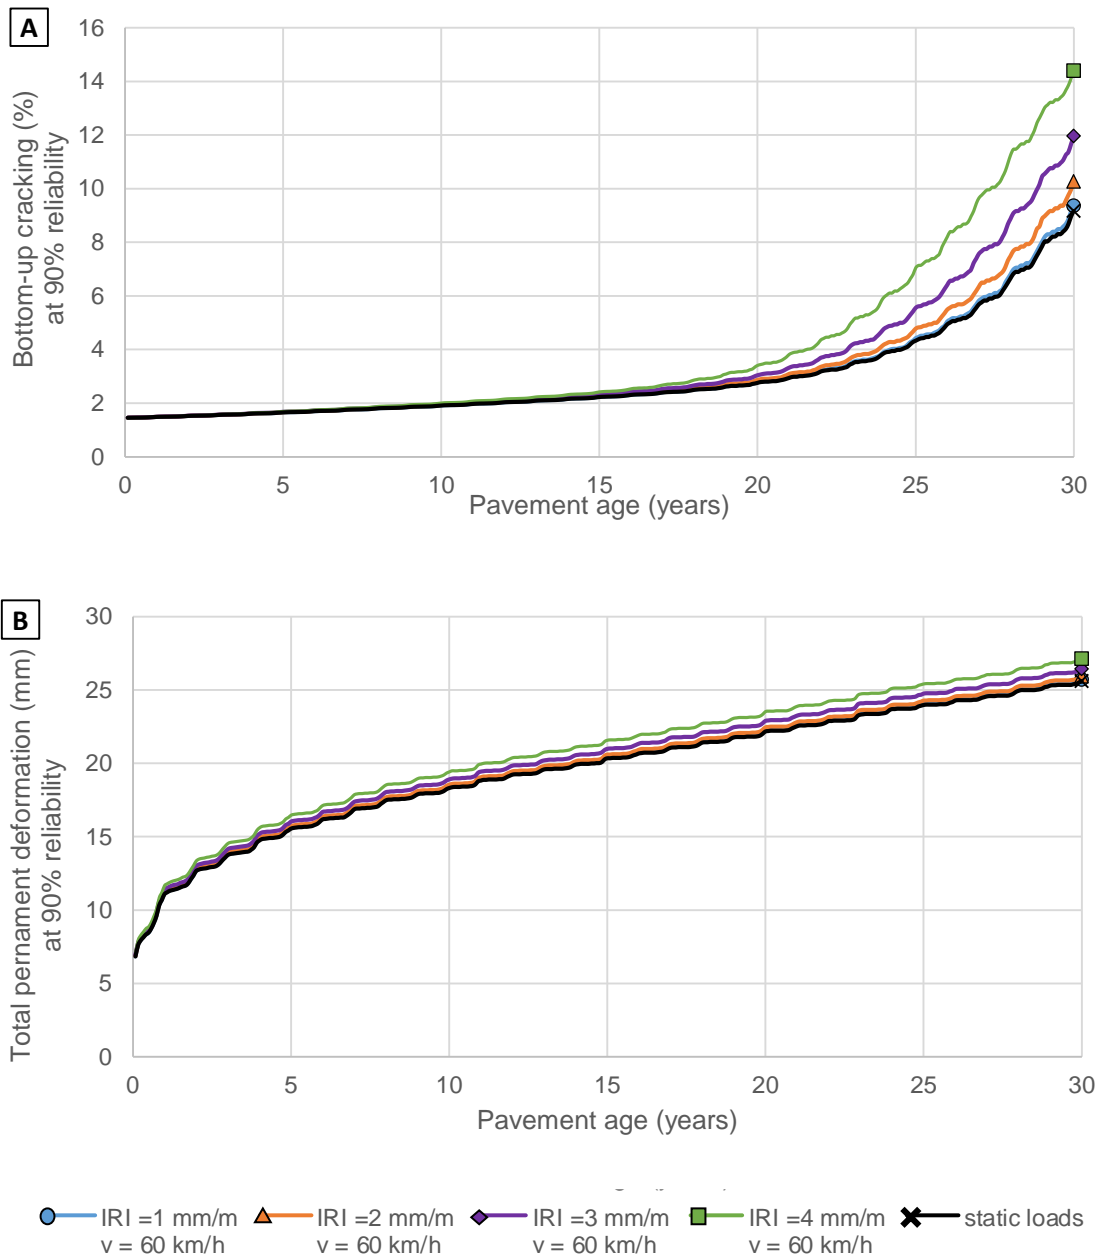 A
Bottom-up cracking (%)
at 90% reliability
16
14
12
10
8
6
4
2
0
0 5 10 15 20 25 30
Pavement age (years)
B
Total pernament deformation (mm)
at 90% reliability
30
25
20
15
10
5
0
0 5 10 15 20 25 30
Pavement age (years)
IRI =1 mm/m IRI =2 mm/m IRI =3 mm/m IRI =4 mm/m static loads
v = 60 km/h v = 60 km/h v = 60 km/h v = 60 km/h